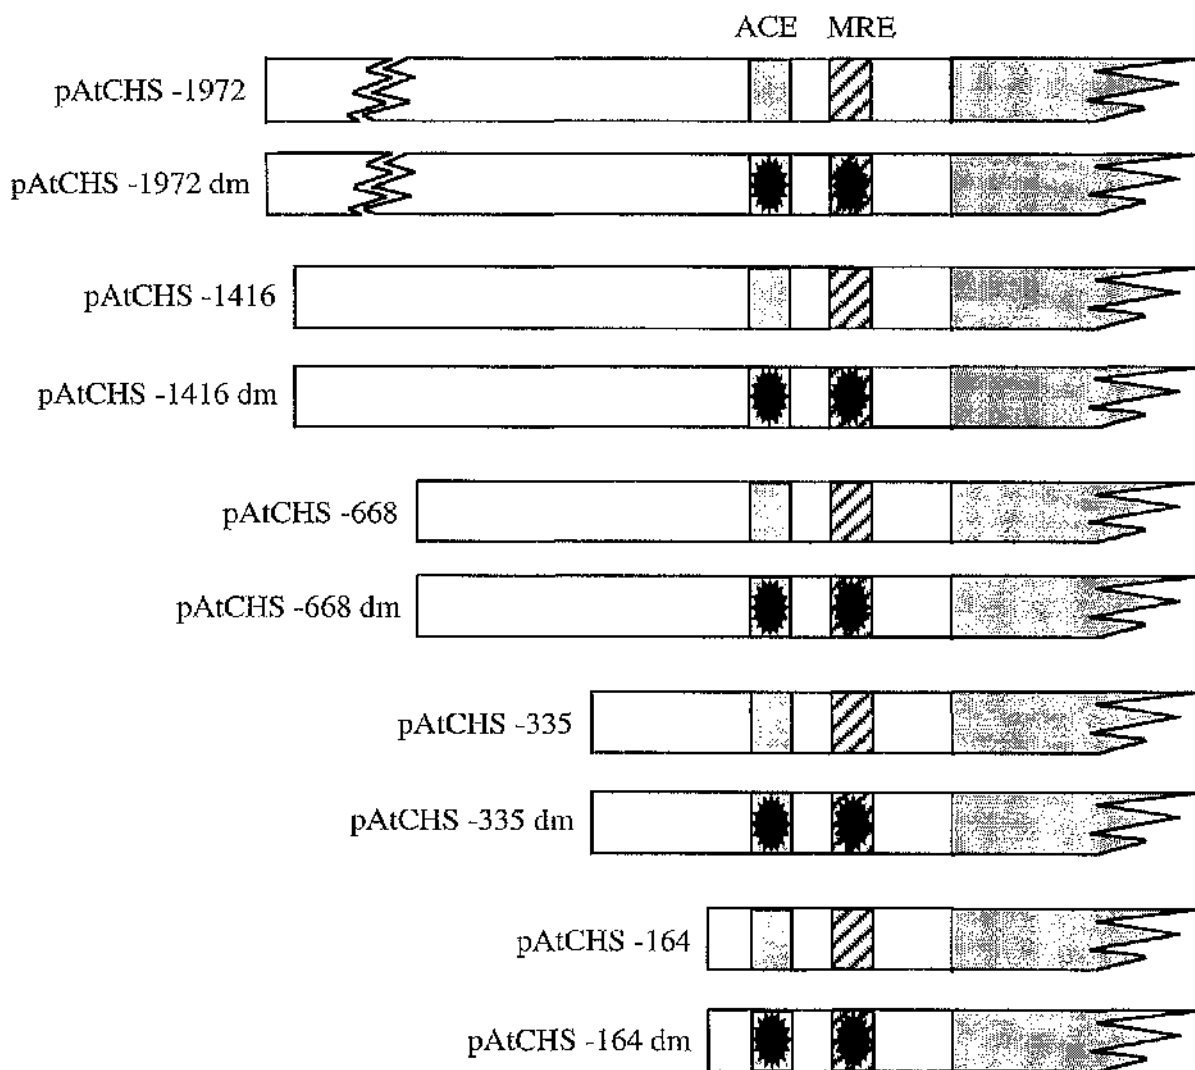 ACE MRE
pAtCHS -1972
pAtCHS -1972 dm
pAtCHS -1416
pAtCHS -1416 dm
pAtCHS -668
pAtCHS -668 dm
pAtCHS -335
pAtCHS -335 dm
pAtCHS -164
pAtCHS -164 dm